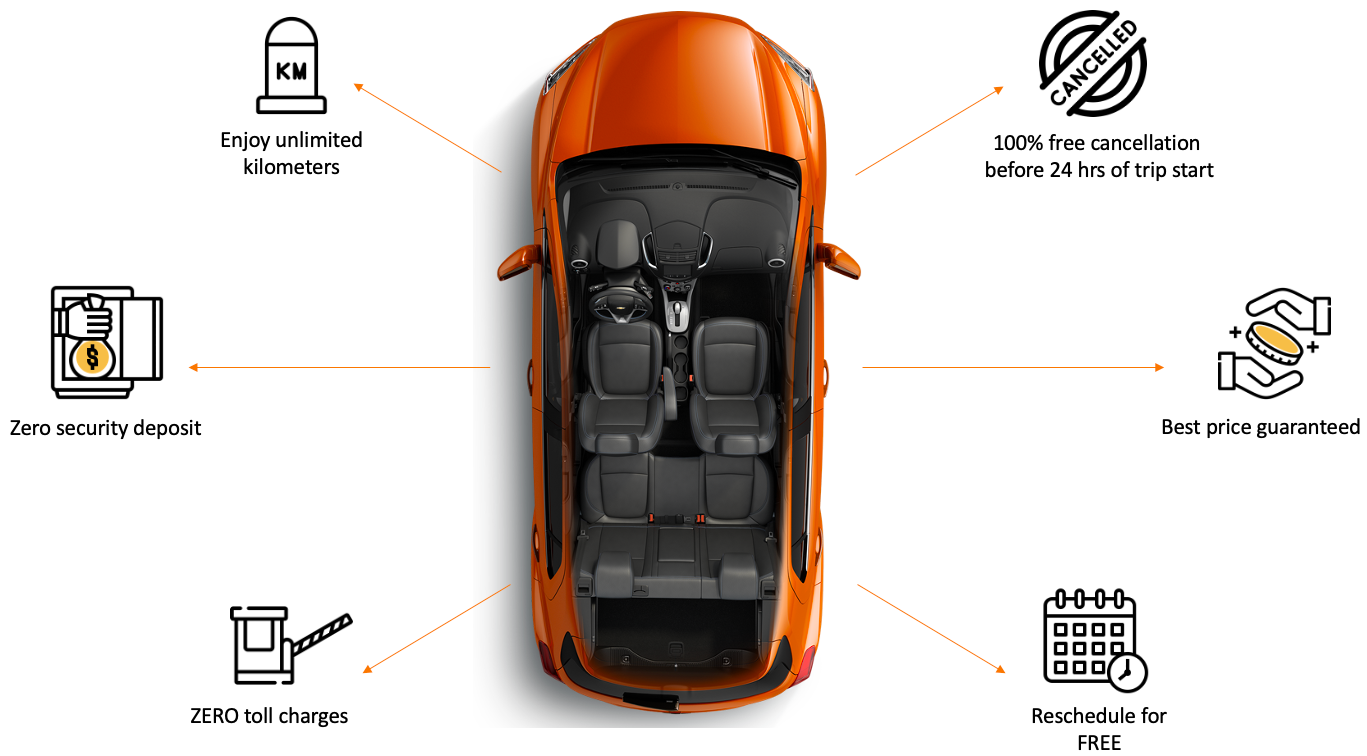 KM
Enjoy unlimited
kilometers
CANCELLED
100% free cancellation
before 24 hrs of trip start
$
Zero security deposit
Best price guaranteed
ZERO toll charges
Reschedule for
FREE